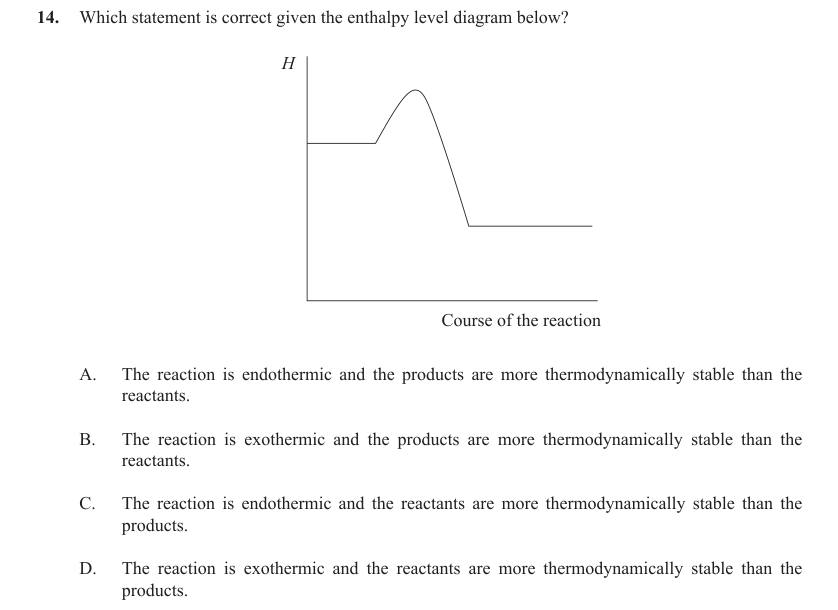 14. Which statement is correct given the enthalpy level diagram below?
H
Course of the reaction
A. The reaction is endothermic and the products are more thermodynamically stable than the
reactants.
B. The reaction is exothermic and the products are more thermodynamically stable than the
reactants.
C. The reaction is endothermic and the reactants are more thermodynamically stable than the
products.
D. The reaction is exothermic and the reactants are more thermodynamically stable than the
products.